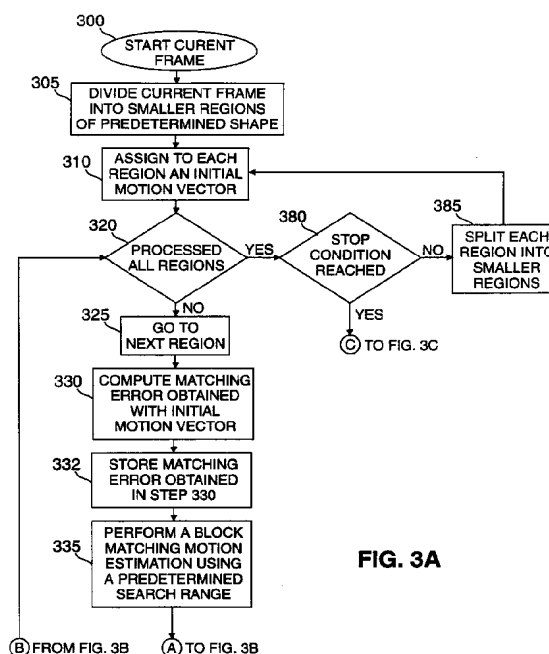 300
START CURENT
FRAME
305
DIVIDE CURRENT FRAME
INTO SMALLER REGIONS
OF PREDETERMINED SHAPE
310
ASSIGN TO EACH
REGION AN INITIAL
MOTION VECTOR
320
PROCESSED
ALL REGIONS
YES
NO
380
STOP
CONDITION
REACHED
NO
YES
385
SPLIT EACH
REGION INTO
SMALLER
REGIONS
C TO FIG. 3C
325
GO TO
NEXT REGION
330
COMPUTE MATCHING
ERROR OBTAINED
WITH INITIAL
MOTION VECTOR
332
STORE MATCHING
ERROR OBTAINED
IN STEP 330
335
PERFORM A BLOCK
MATCHING MOTION
ESTIMATION USING
A PREDETERMINED
SEARCH RANGE
FIG. 3A
B FROM FIG. 3B
A TO FIG. 3B